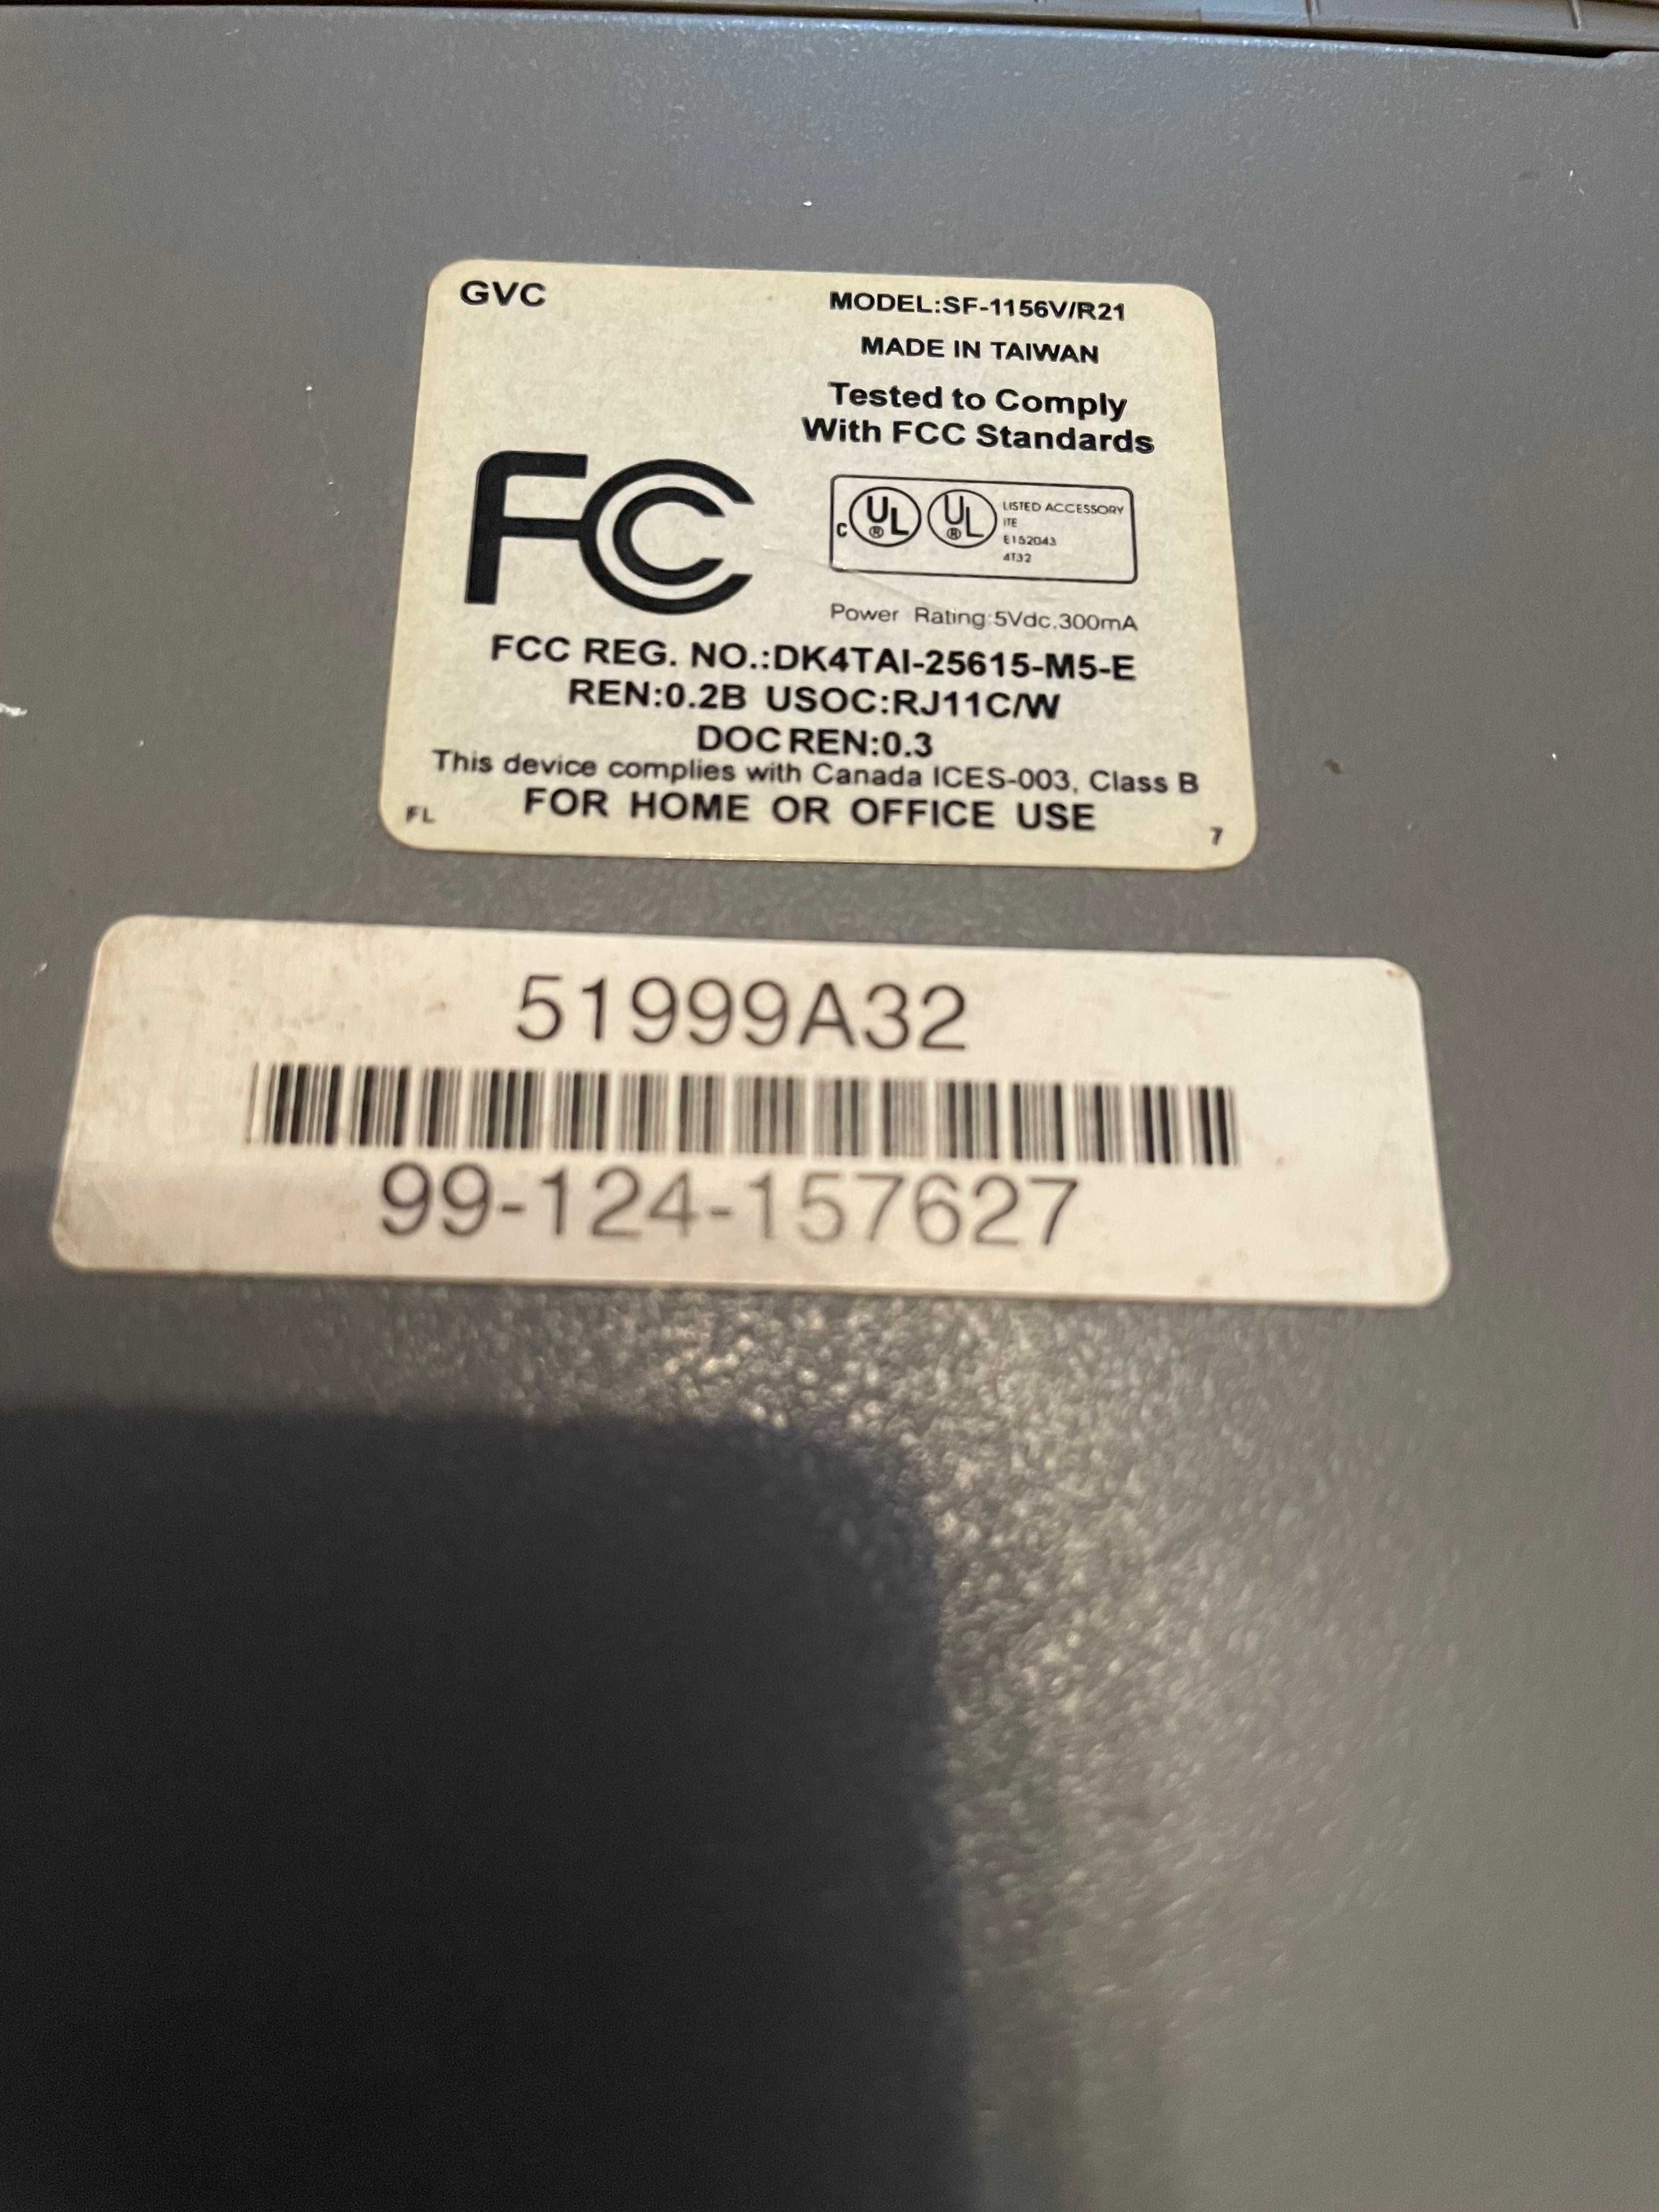 GVC
MODEL:SF-1156V/R21
MADE IN TAIWAN
Tested to Comply
With FCC Standards
FC
C UL ® UL ® LISTED ACCESSORY
ITE
E152043
4T32
Power Rating:5Vdc,300mA
FCC REG. NO.:DK4TAI-25615-M5-E
REN:0.2B USOC:RJ11C/W
DOC REN:0.3
This device complies with Canada ICES-003, Class B
FOR HOME OR OFFICE USE
FL 7
51999A32
99-124-157627